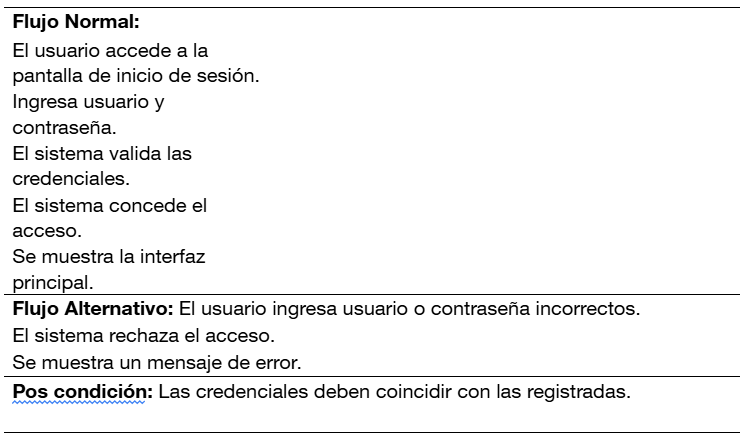 Flujo Normal:
El usuario accede a la
pantalla de inicio de sesión.
Ingresa usuario y
contraseña.
El sistema valida las
credenciales.
El sistema concede el
acceso.
Se muestra la interfaz
principal.
Flujo Alternativo: El usuario ingresa usuario o contraseña incorrectos.
El sistema rechaza el acceso.
Se muestra un mensaje de error.
Pos condición: Las credenciales deben coincidir con las registradas.